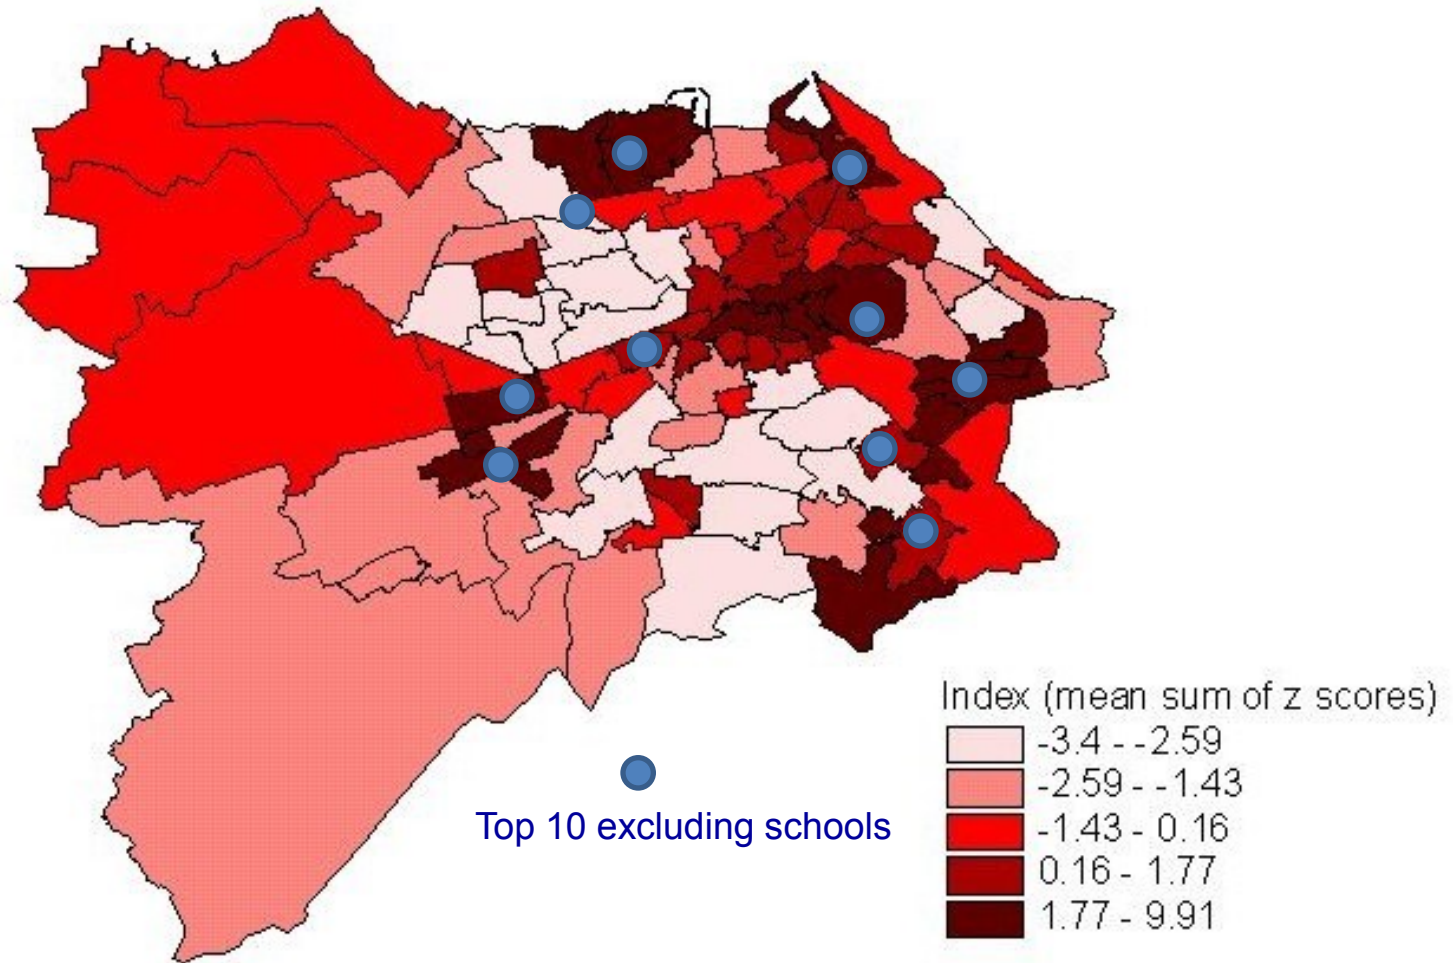 Index (mean sum of z scores)
-3.4 - -2.59
-2.59 - -1.43
-1.43 - 0.16
0.16 - 1.77
1.77 - 9.91
Top 10 excluding schools